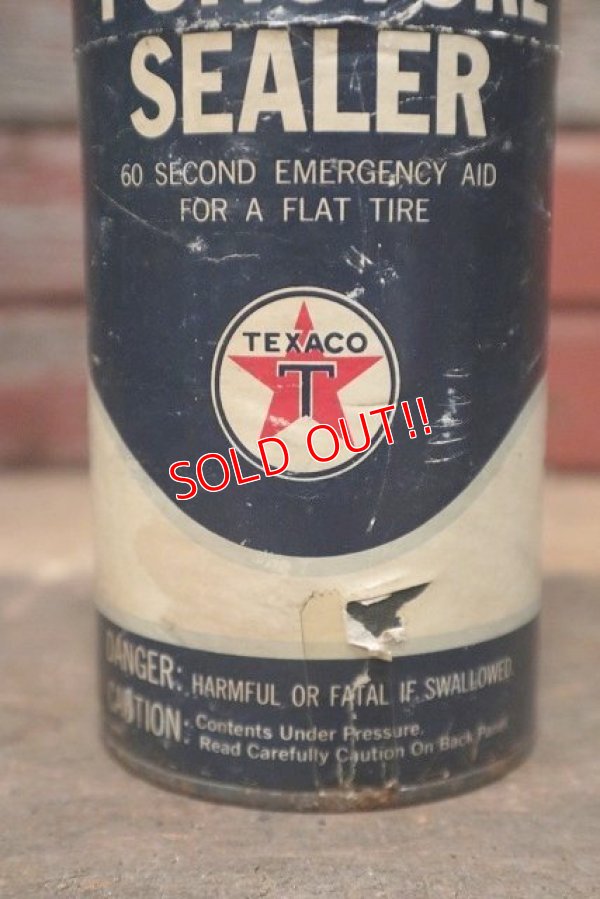 SEALER
60 SECOND EMERGENCY AID
FOR A FLAT TIRE
TEXACO
T
SOLD OUT!!
DANGER: HARMFUL OR FATAL IF SWALLOWED.
CAUTION: Contents Under Pressure.
Read Carefully Caution On Back Panel